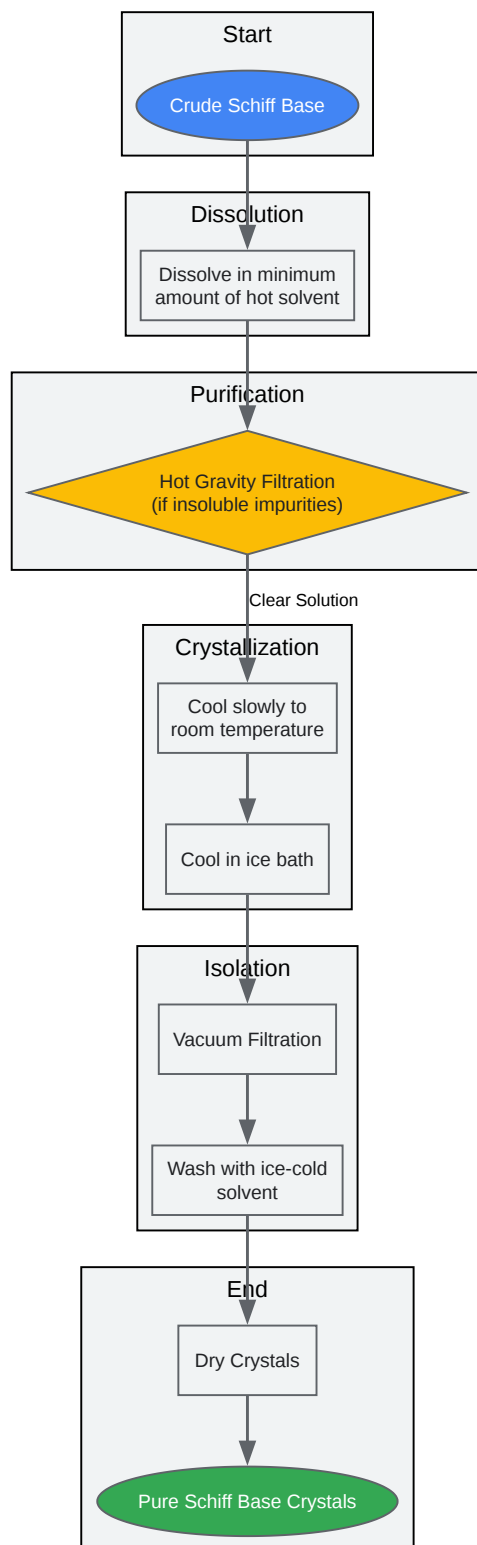 Start
Crude Schiff Base
Dissolution
Dissolve in minimum
amount of hot solvent
Purification
Hot Gravity Filtration
(if insoluble impurities)
Clear Solution
Crystallization
Cool slowly to
room temperature
Cool in ice bath
Isolation
Vacuum Filtration
Wash with ice-cold
solvent
End
Dry Crystals
Pure Schiff Base Crystals